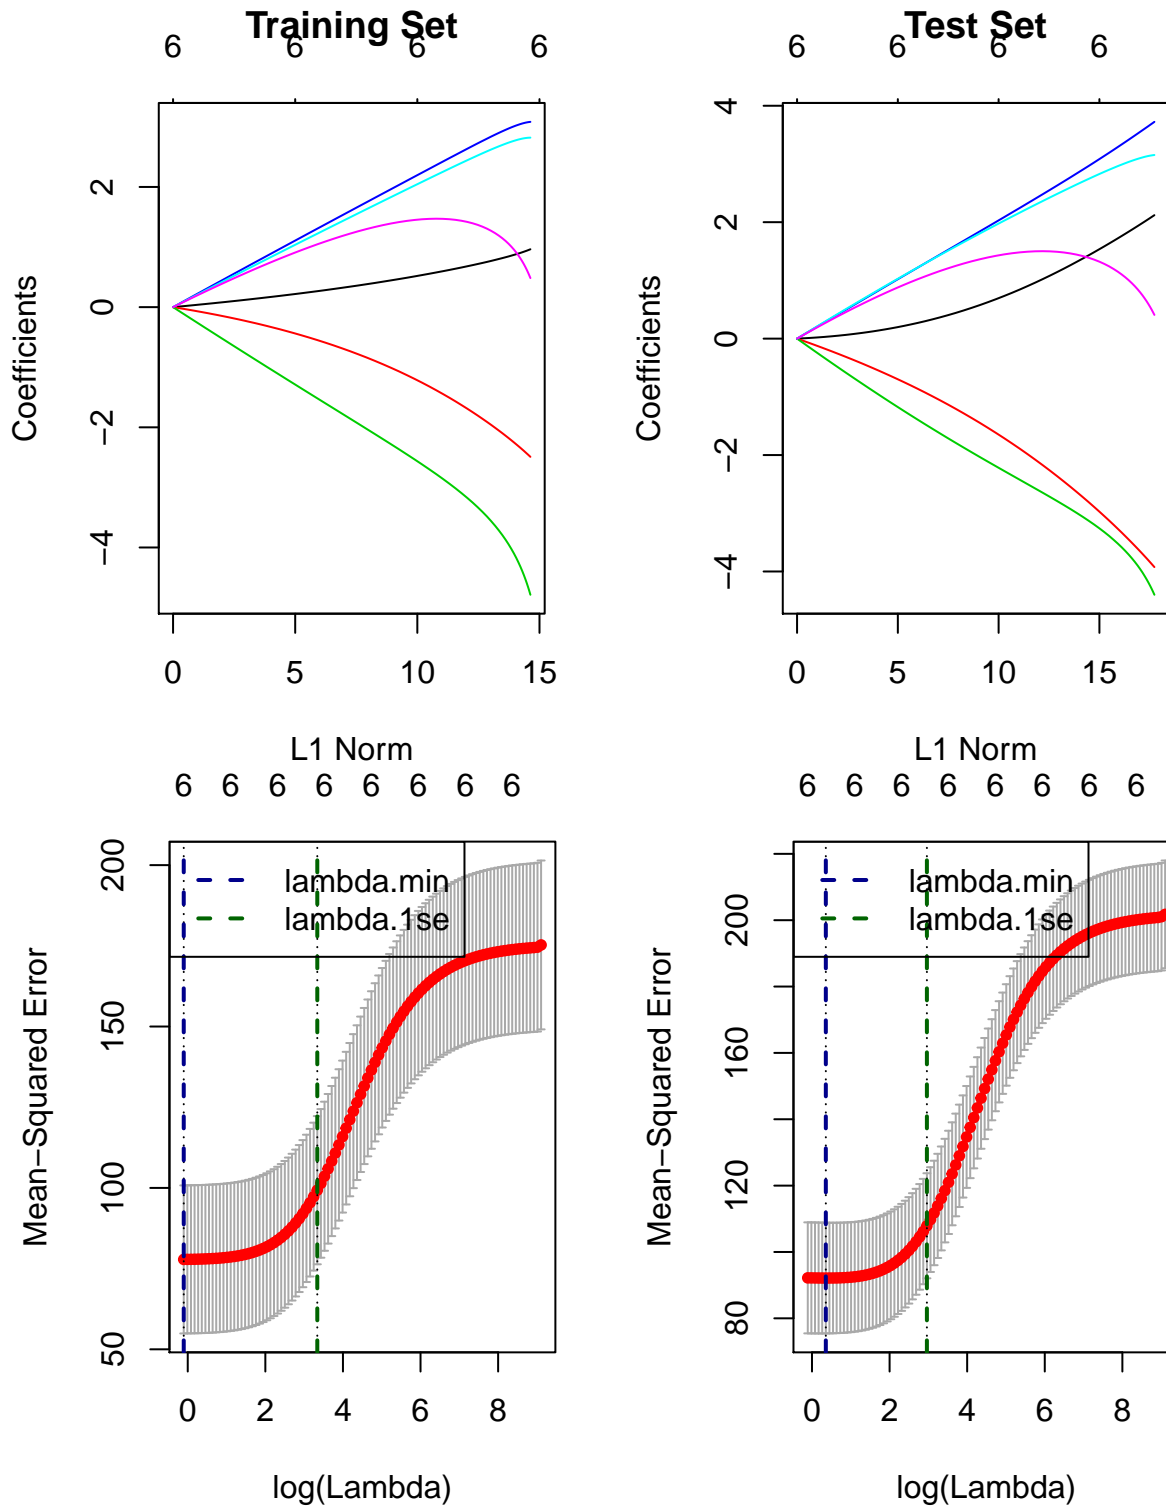 Training Set
6 6 6 6
Coefficients
2
0
−2
−4
0 5 10 15
L1 Norm
Test Set
6 6 6 6
Coefficients
4
2
0
−2
−4
0 5 10 15
L1 Norm
6 6 6 6 6 6 6 6
Mean−Squared Error
200
150
100
50
lambda.min
lambda.1se
0 2 4 6 8
log(Lambda)
6 6 6 6 6 6 6 6
Mean−Squared Error
200
160
120
80
lambda.min
lambda.1se
0 2 4 6 8
log(Lambda)